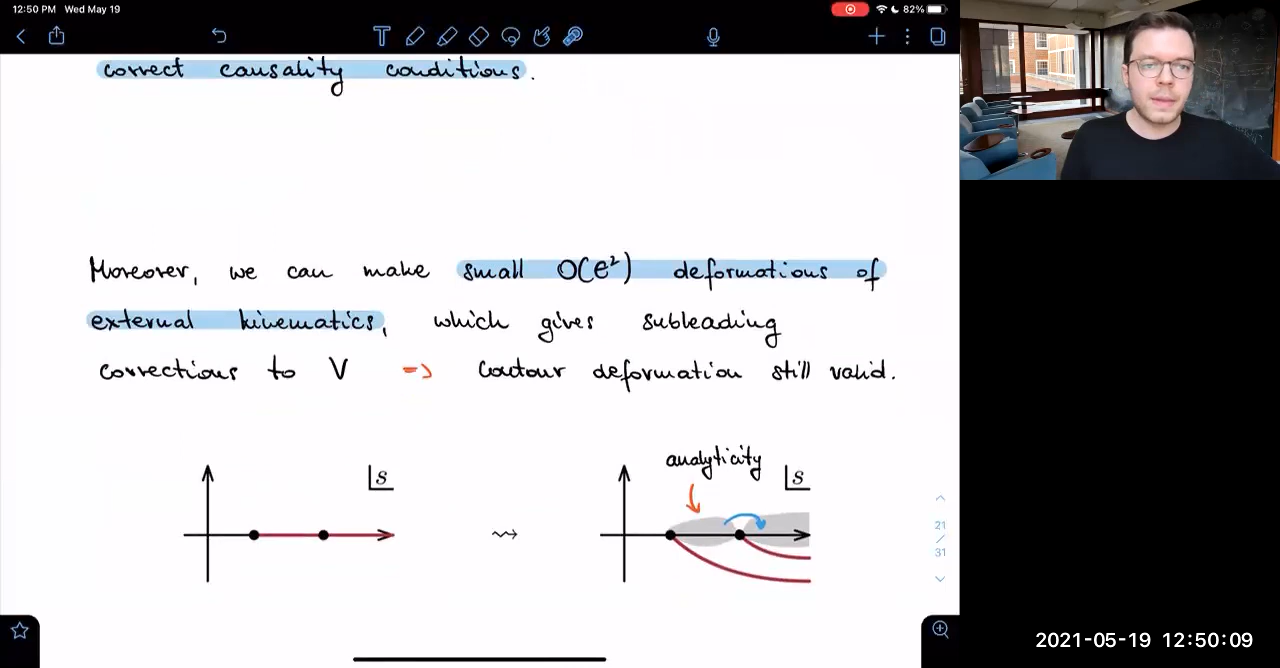 12:50 PM Wed May 19
82%
correct causality conditions.
Moreover, we can make small O(ε²) deformations of
external kinematics, which gives subleading
corrections to V => contour deformation still valid.
analyticity
s
s
21
/
31
2021-05-19 12:50:09